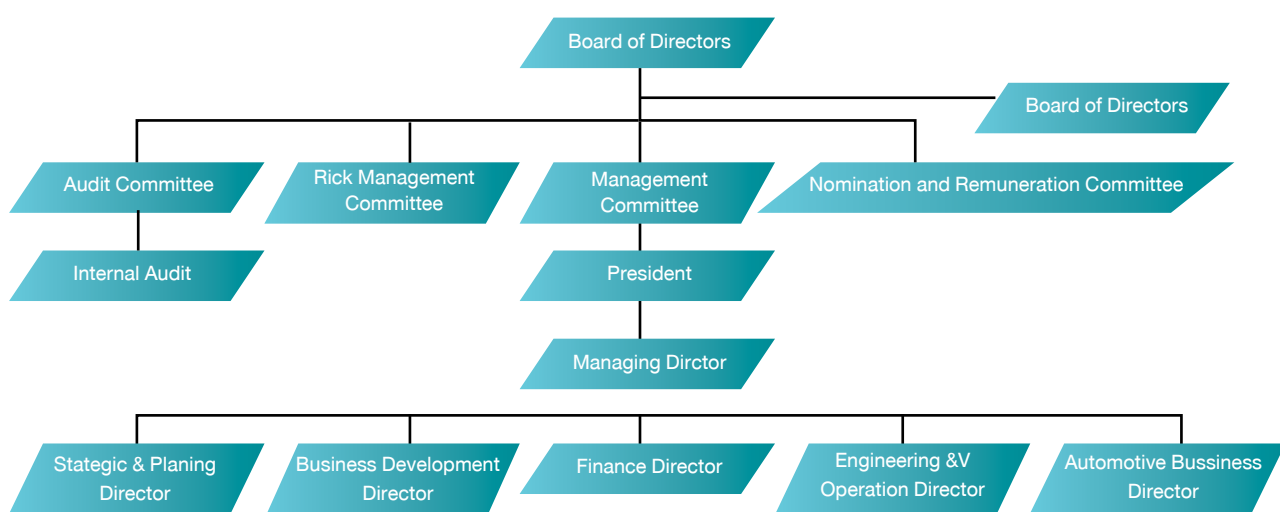 Board of Directors
Board of Directors
Audit Committee
Rick Management
Committee
Management
Committee
Nomination and Remuneration Committee
Internal Audit
President
Managing Dirctor
Stategic & Planing
Director
Business Development
Director
Finance Director
Engineering &V
Operation Director
Automotive Bussiness
Director